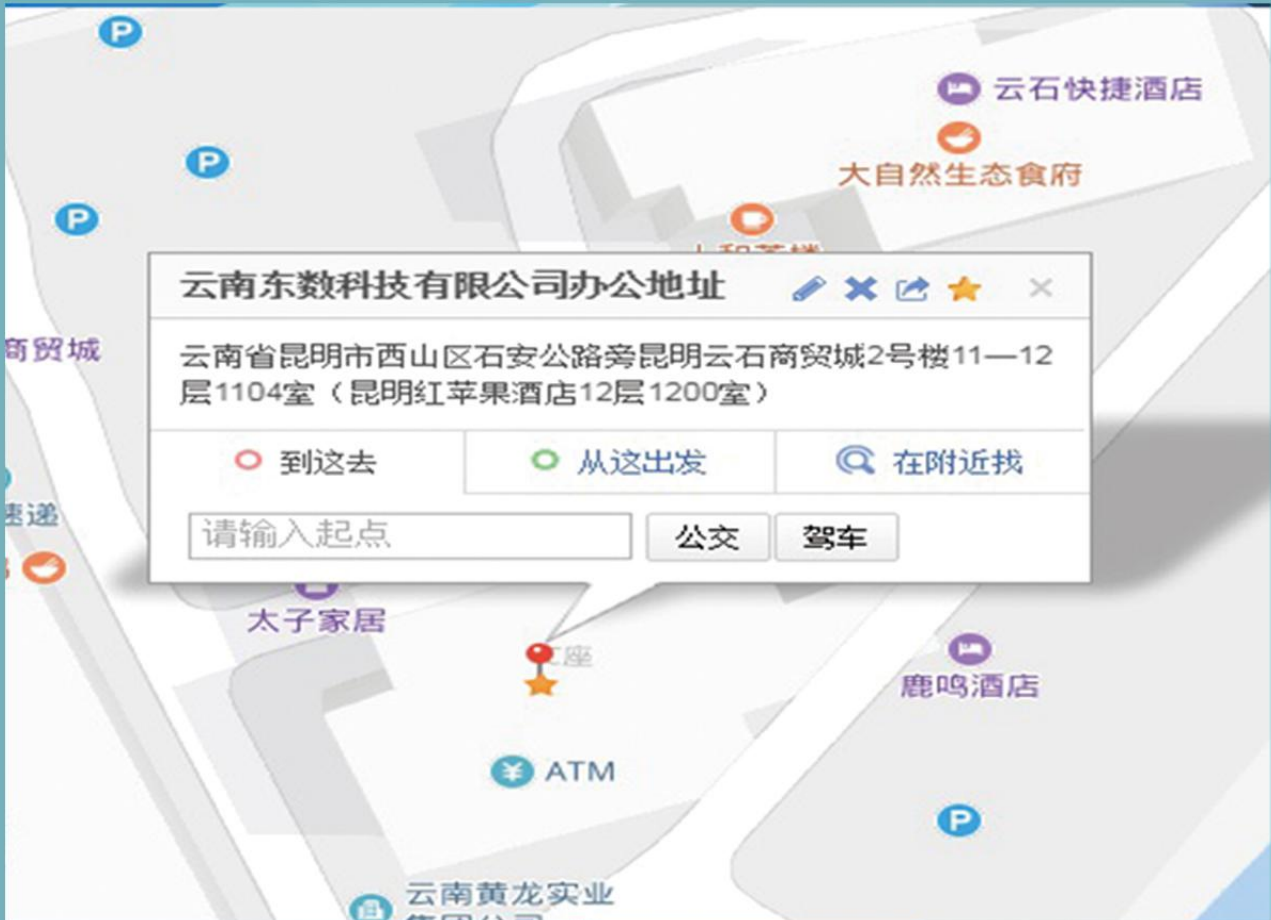 P
云石快捷酒店
大自然生态食府
P
P
云南东数科技有限公司办公地址
商贸城
云南省昆明市西山区石安公路旁昆明云石商贸城2号楼11—12
层1104室（昆明红苹果酒店12层1200室）
到这去
从这出发
在附近找
速递
请输入起点
公交
驾车
太子家居
座
鹿鸣酒店
¥ ATM
P
云南黄龙实业